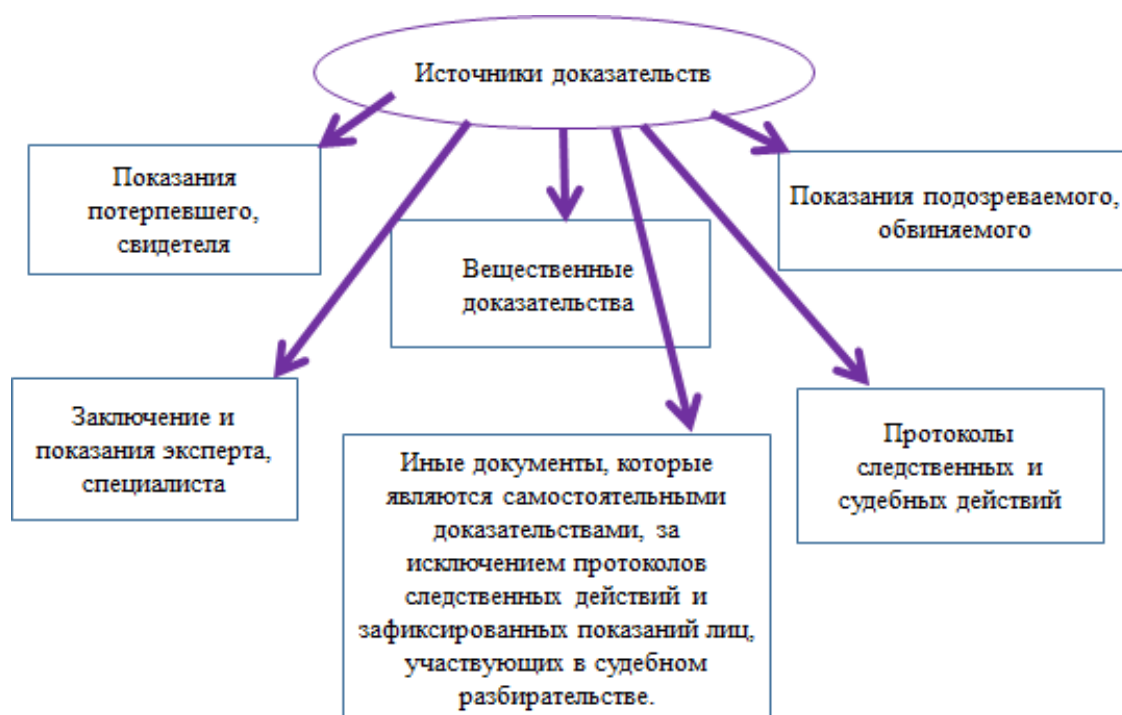 Источники доказательств
Показания
потерпевшего,
свидетеля
Показания подозреваемого,
обвиняемого
Вещественные
доказательства
Заключение и
показания эксперта,
специалиста
Иные документы, которые
являются самостоятельными
доказательствами, за
исключением протоколов
следственных действий и
зафиксированных показаний лиц,
участвующих в судебном
разбирательстве.
Протоколы
следственных и
судебных действий